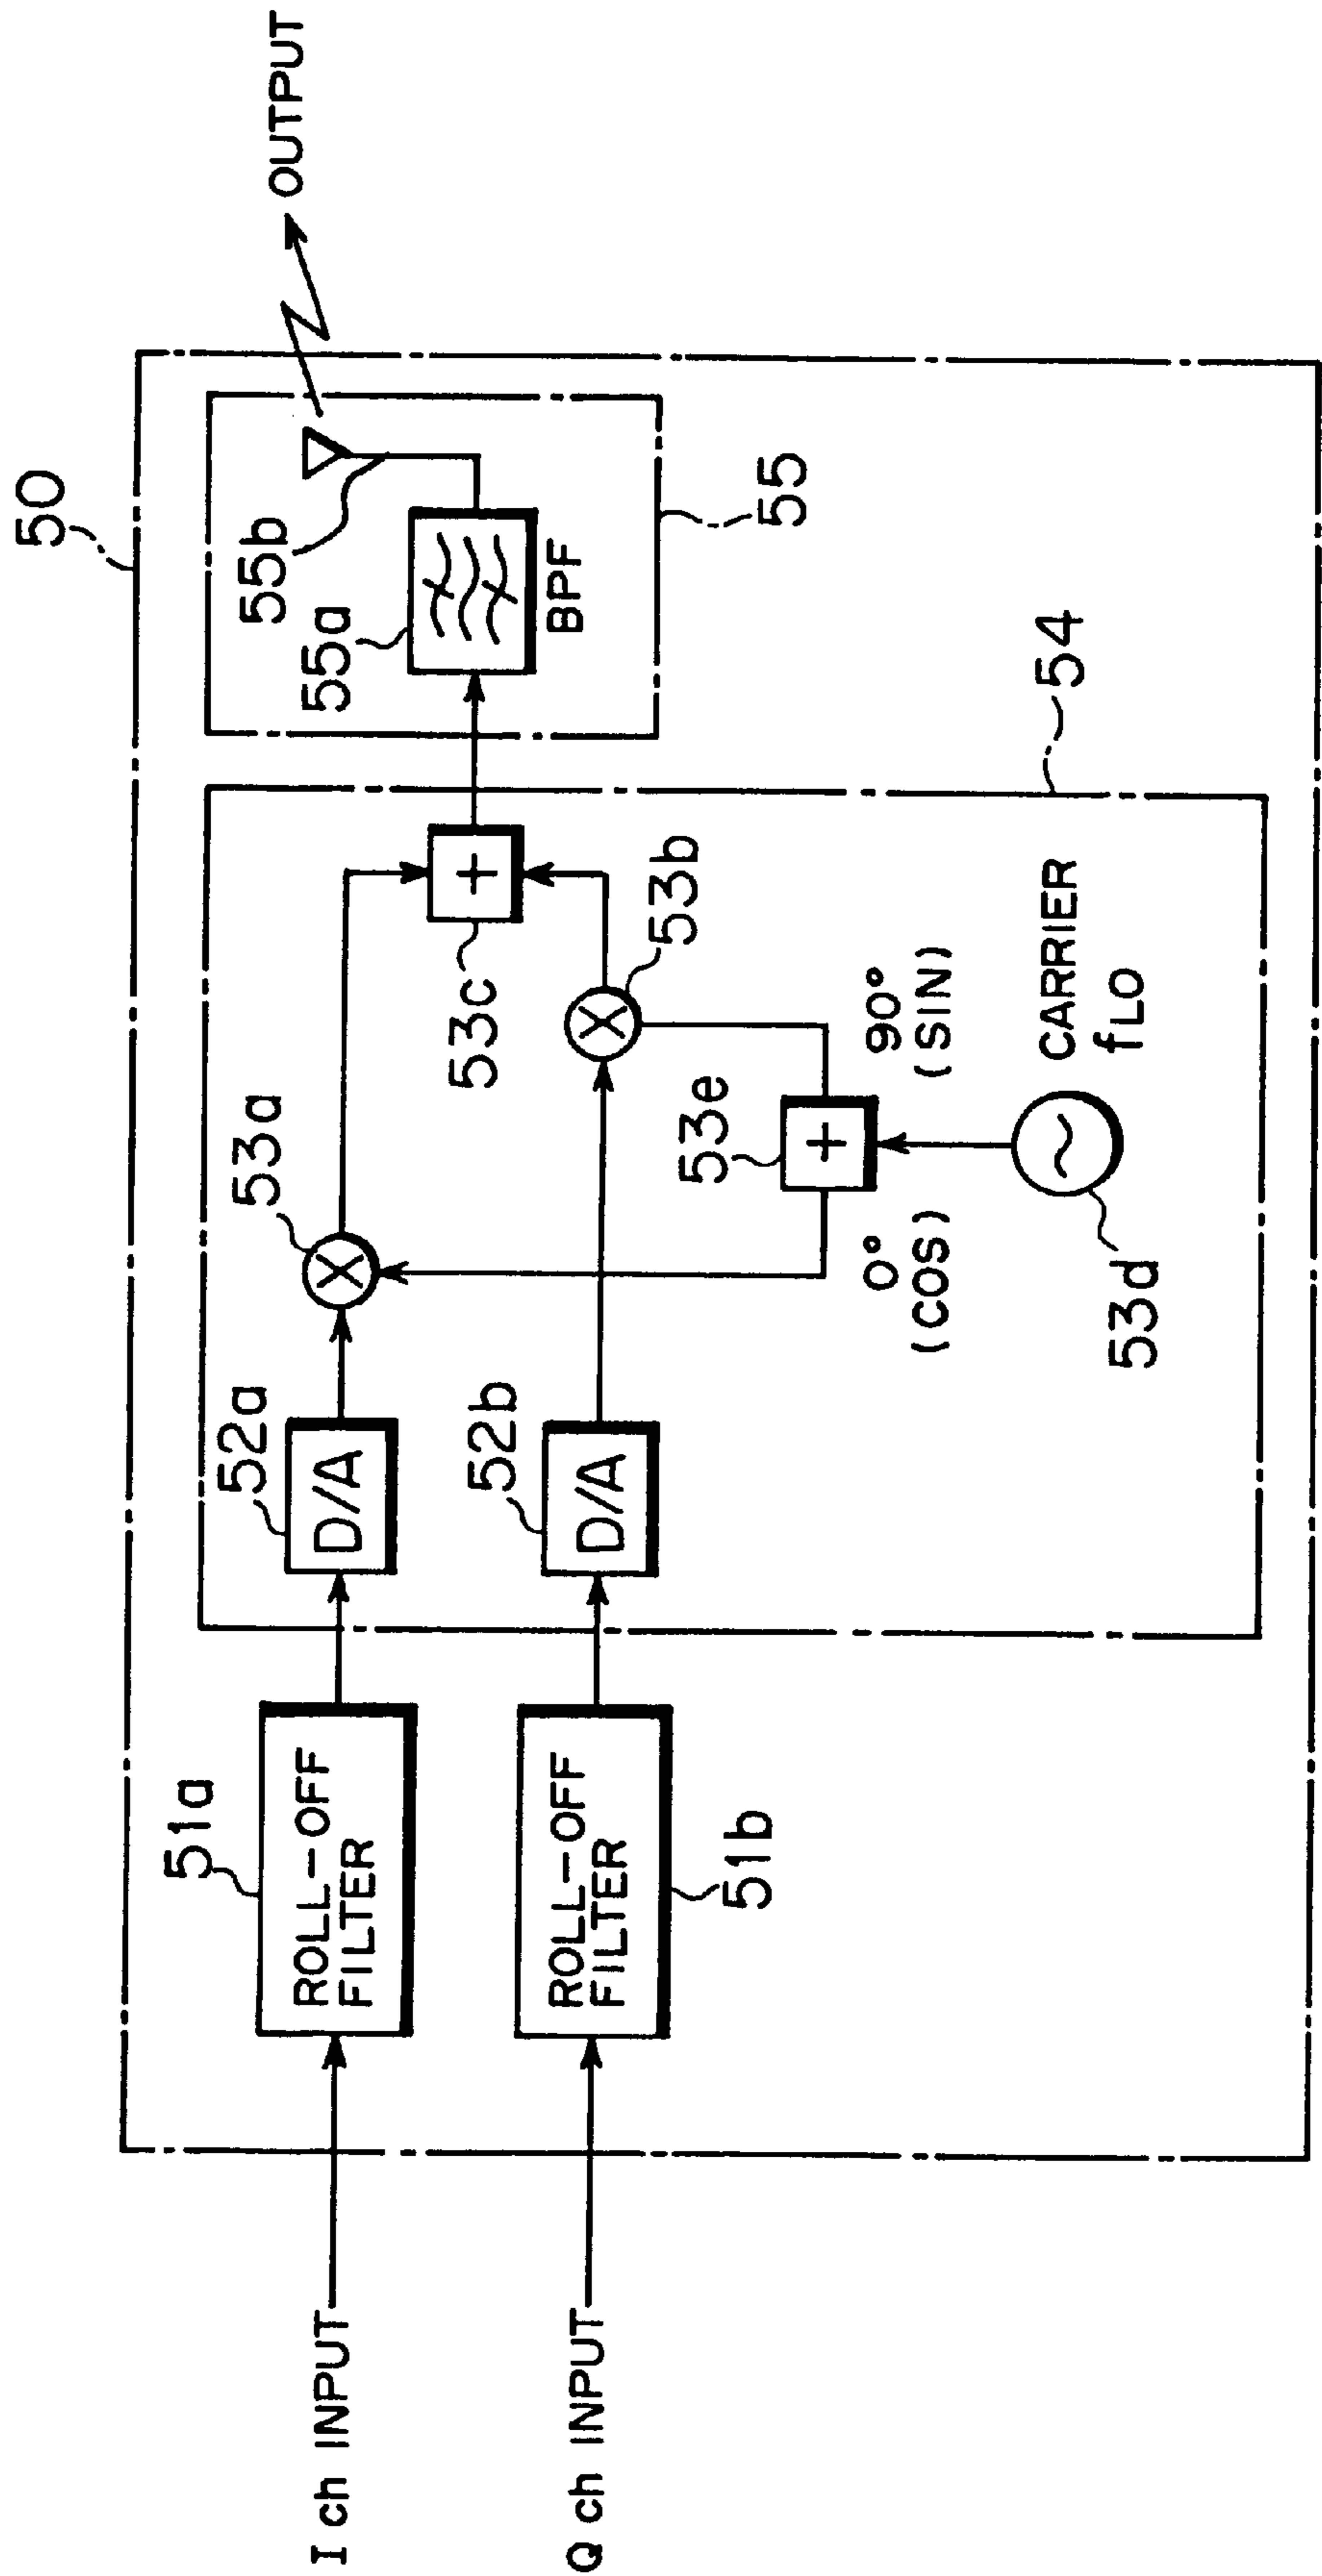 50
OUTPUT
55b
55a
BPF
55
53a
53c
53b
53e
90°
(SIN)
0°
(COS)
CARRIER
fLO
53d
54
52a
D/A
52b
D/A
51a
ROLL-OFF
FILTER
51b
ROLL-OFF
FILTER
I ch INPUT
Q ch INPUT